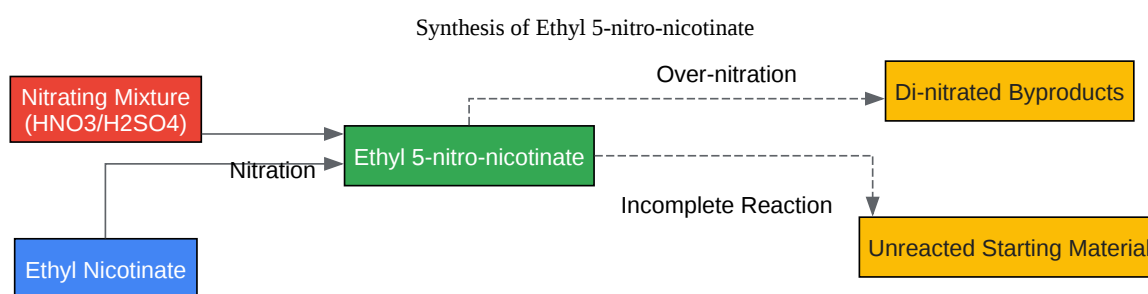 Synthesis of Ethyl 5-nitro-nicotinate
Nitrating Mixture
(HNO3/H2SO4)
Ethyl Nicotinate
Nitration
Ethyl 5-nitro-nicotinate
Over-nitration
Di-nitrated Byproducts
Incomplete Reaction
Unreacted Starting Material